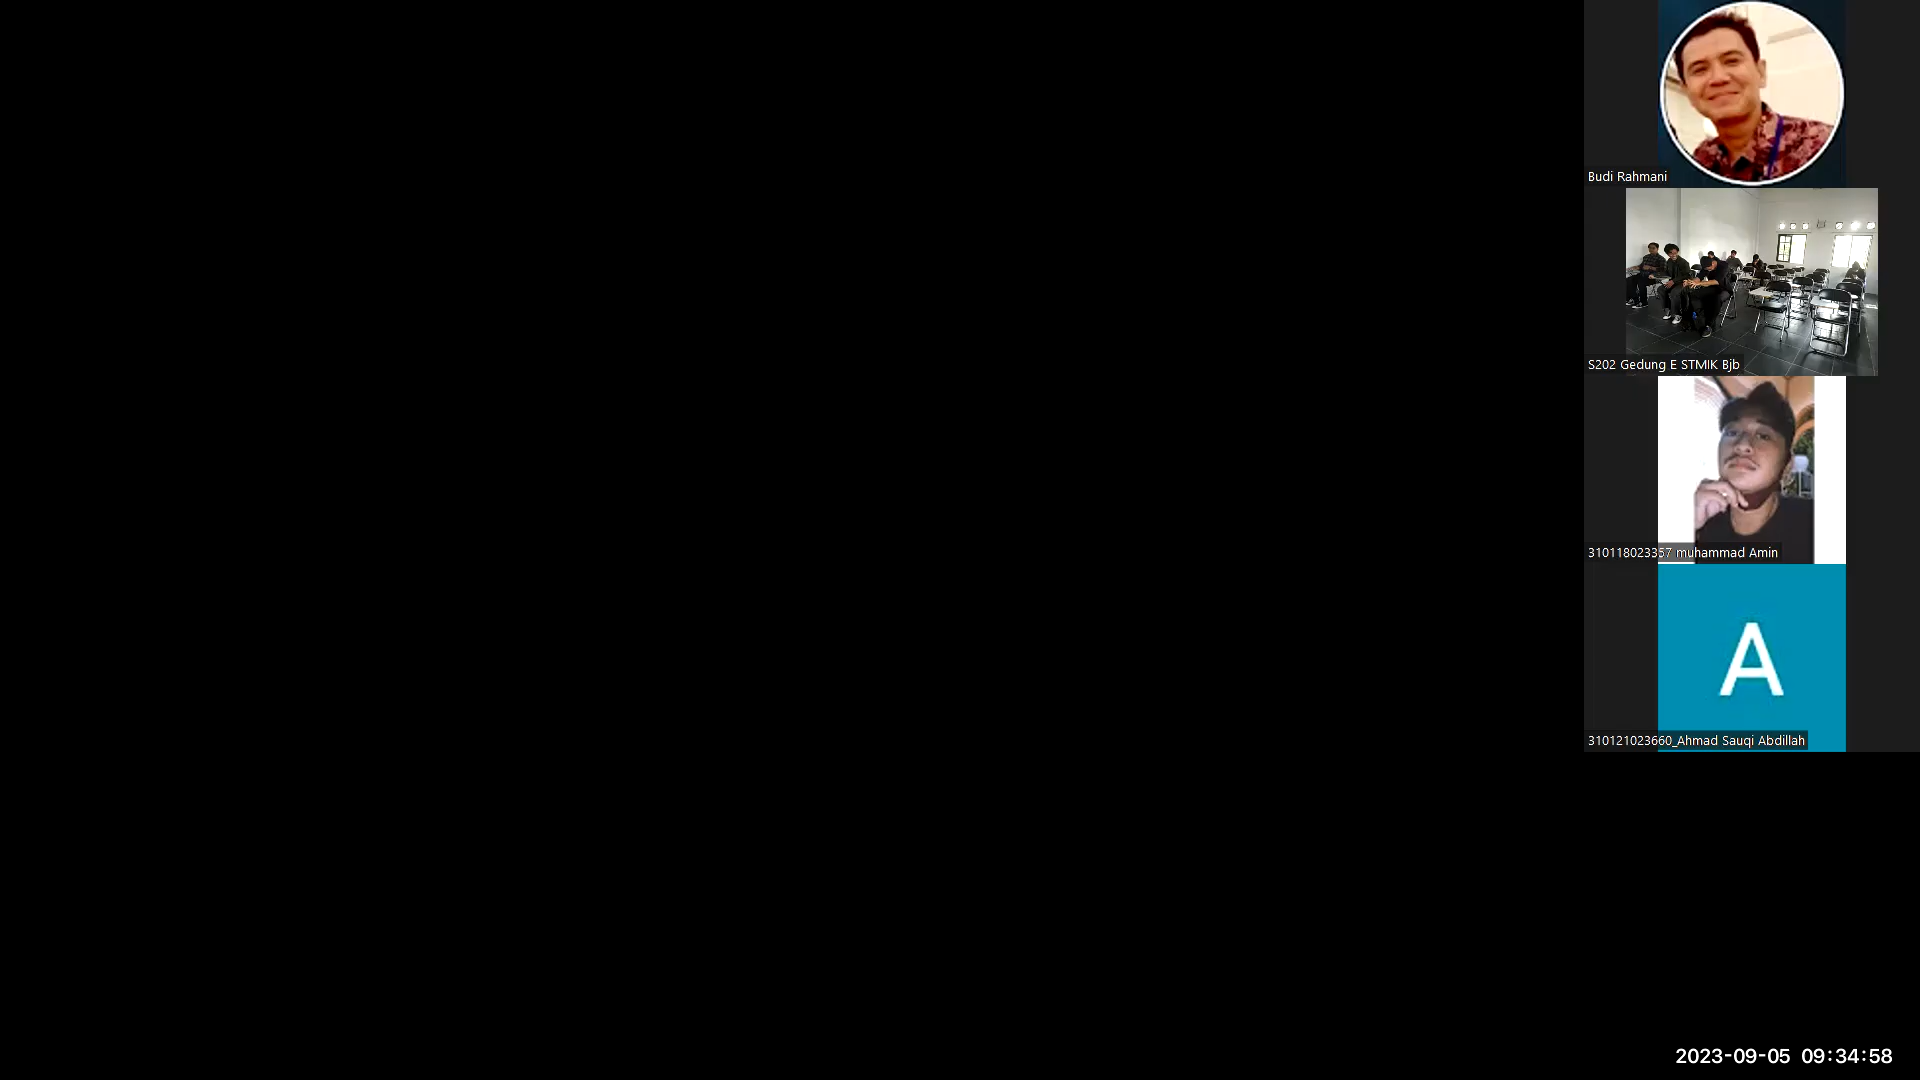 Budi Rahmani
S202 Gedung E STMIK Bjb
310118023357 muhammad Amin
A
310121023660_Ahmad Sauqi Abdillah
2023-09-05 09:34:58